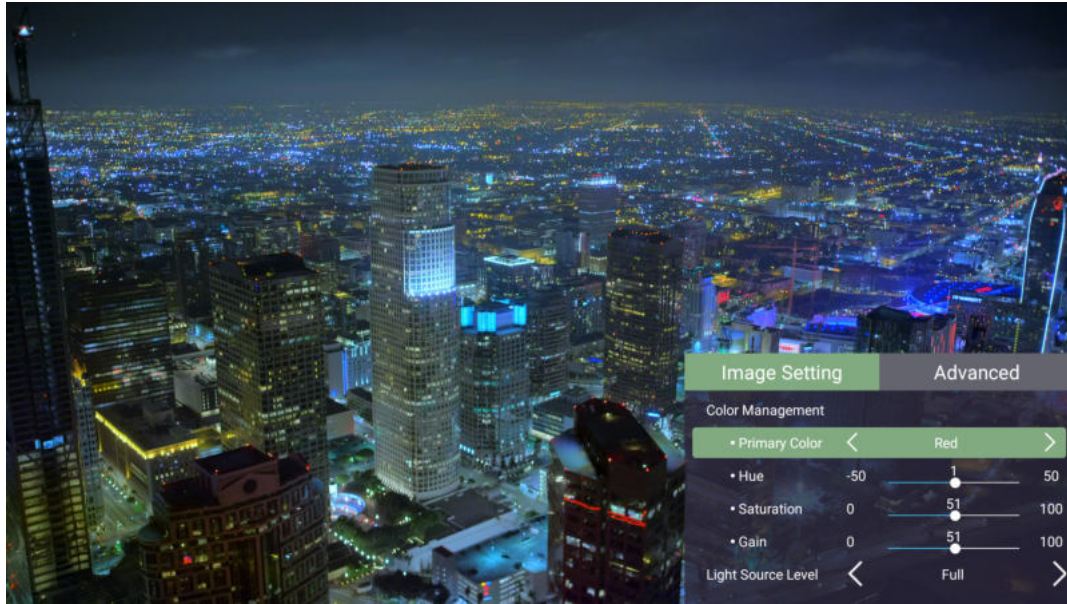 Image Setting Advanced
Color Management
• Primary Color < Red >
• Hue -50 1 50
• Saturation 0 51 100
• Gain 0 51 100
Light Source Level < Full >